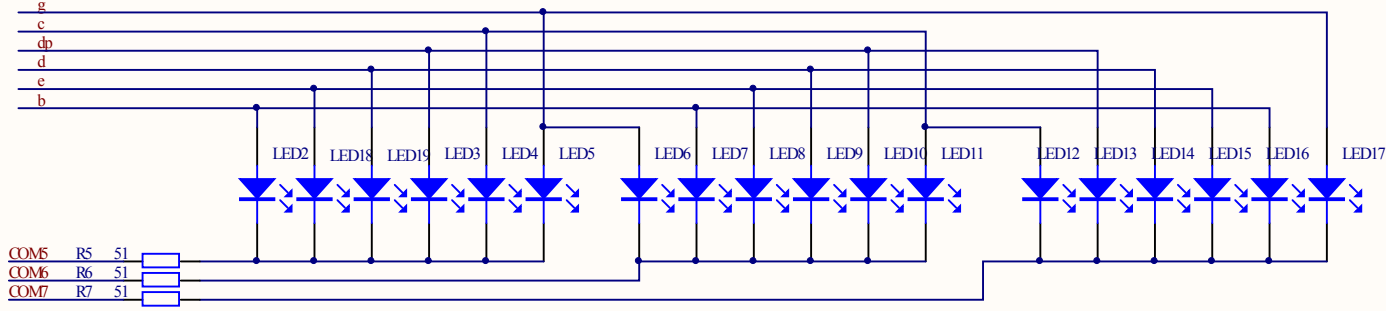 g
c
dp
d
e
b
LED2 LED18 LED19 LED3 LED4 LED5 LED6 LED7 LED8 LED9 LED10 LED11 LED12 LED13 LED14 LED15 LED16 LED17
COM5 R5 51
COM6 R6 51
COM7 R7 51